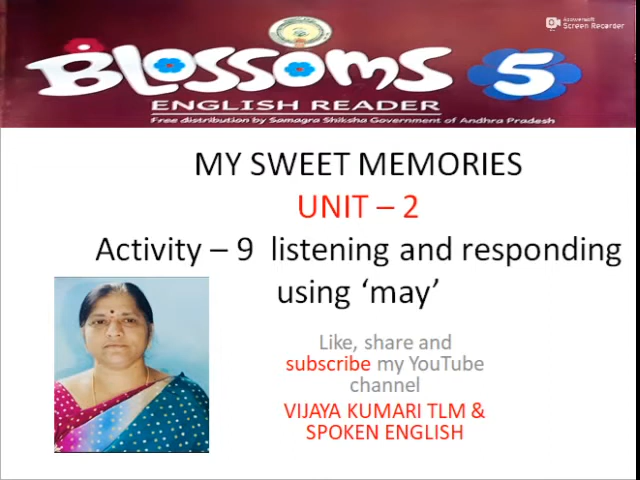 Apowersoft
Screen Recorder
BLOSSOMS 5
ENGLISH READER
Free distribution by Samagra Shiksha Government of Andhra Pradesh
MY SWEET MEMORIES
UNIT – 2
Activity – 9 listening and responding
using ‘may’
Like, share and
subscribe my YouTube
channel
VIJAYA KUMARI TLM &
SPOKEN ENGLISH